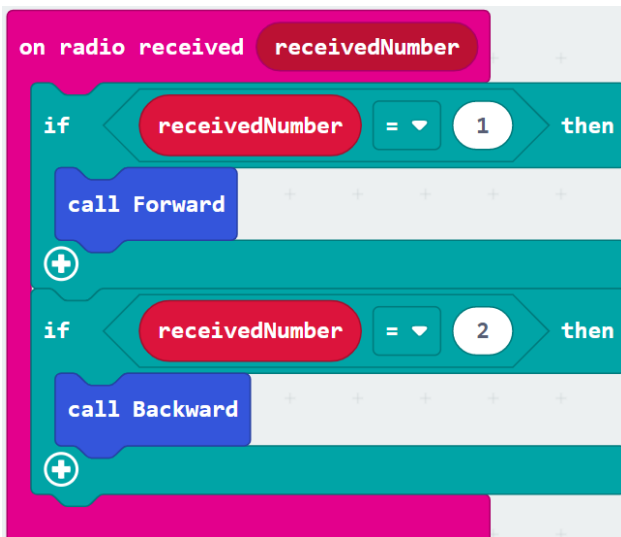 on radio received receivedNumber
if receivedNumber = 1 then
call Forward
if receivedNumber = 2 then
call Backward